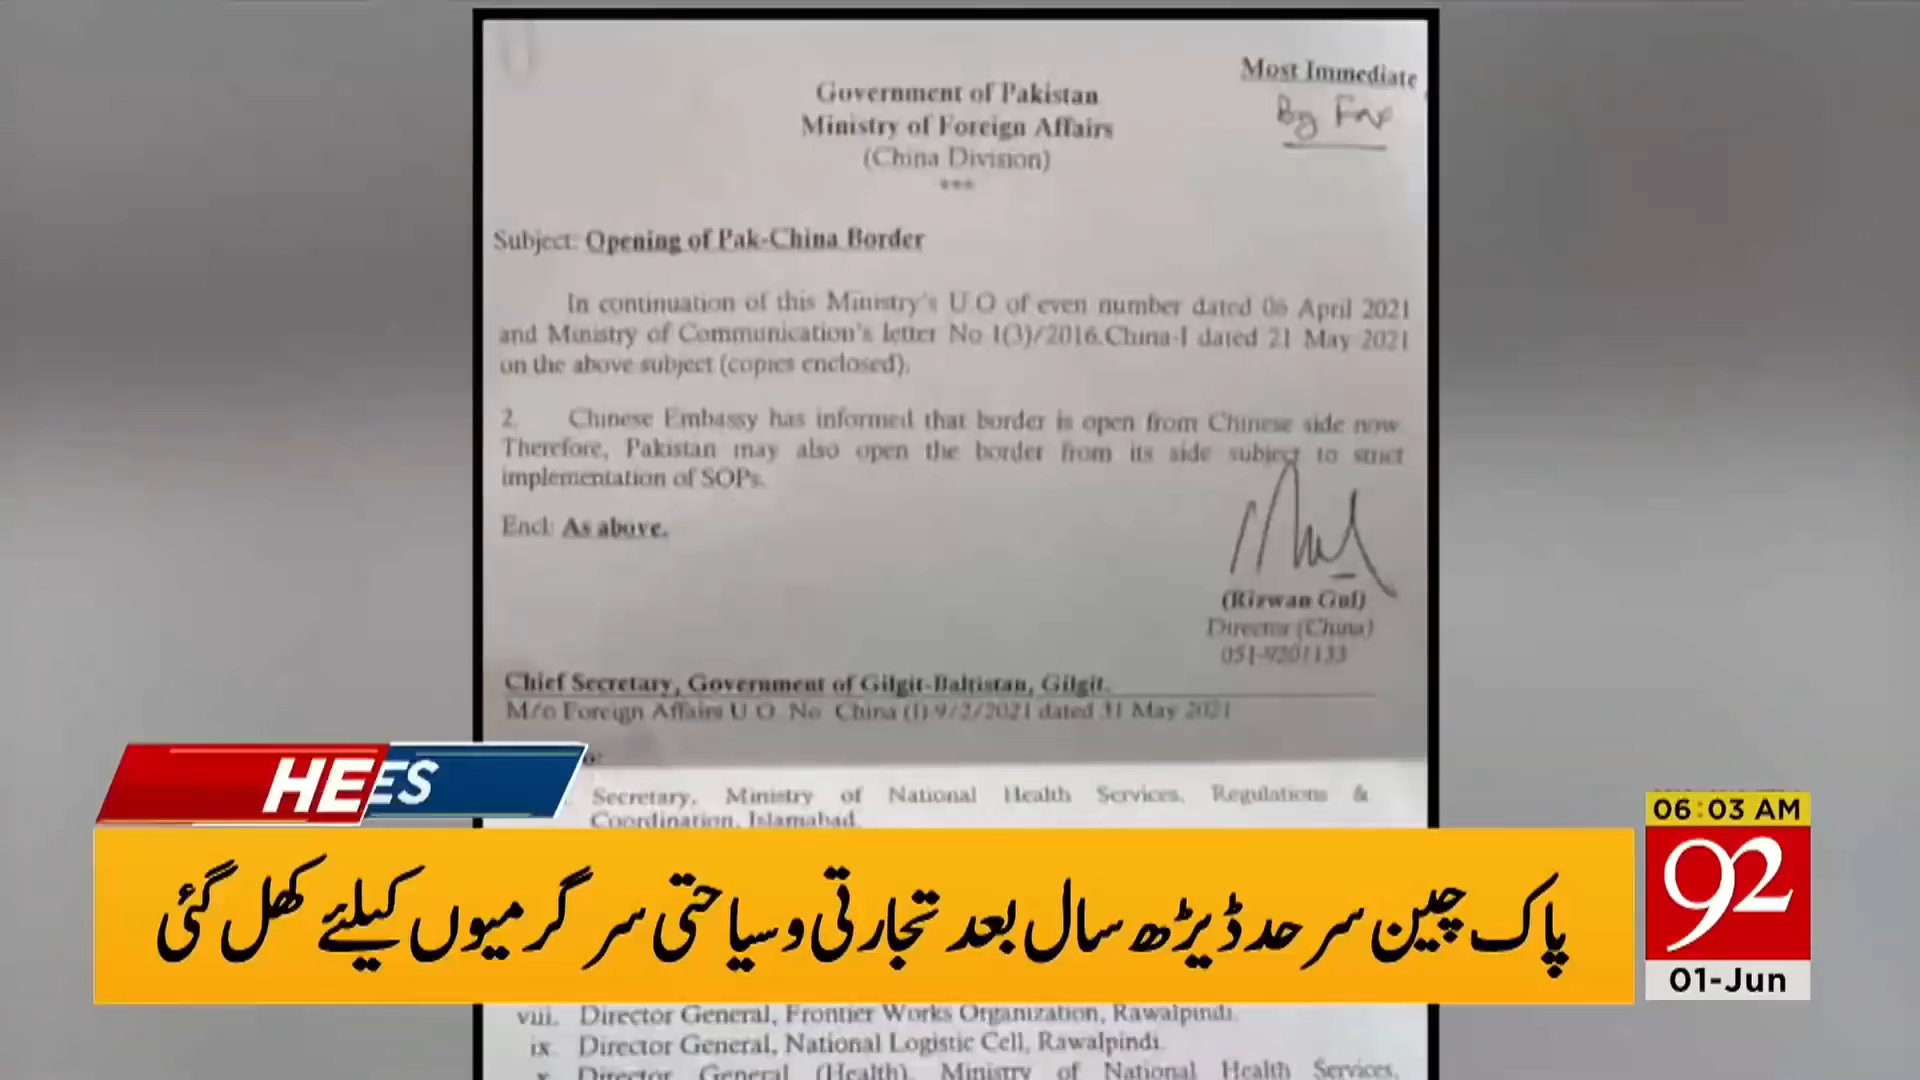 Most Immediate
By Fax
Government of Pakistan
Ministry of Foreign Affairs
(China Division)
***
Subject: Opening of Pak-China Border
In continuation of this Ministry's U.O of even number dated 06 April 2021
and Ministry of Communication's letter No 1(3)/2016.China-I dated 21 May 2021
on the above subject (copies enclosed).
2. Chinese Embassy has informed that border is open from Chinese side now.
Therefore, Pakistan may also open the border from its side subject to strict
implementation of SOPs.
Encl: As above.
(Rizwan Gul)
Director (China)
051-9201133
Chief Secretary, Government of Gilgit-Baltistan, Gilgit.
M/o Foreign Affairs U.O. No. China (I)-9/2/2021 dated 31 May 2021
Secretary, Ministry of National Health Services, Regulations &
Coordination, Islamabad.
HEES
پاک چین سرحد ڈیڑھ سال بعد تجارتی و سیاحتی سرگرمیوں کیلئے کھل گئی
06:03 AM
92
01-Jun
viii. Director General, Frontier Works Organization, Rawalpindi.
ix. Director General, National Logistic Cell, Rawalpindi.
x. Director General (Health), Ministry of National Health Services,